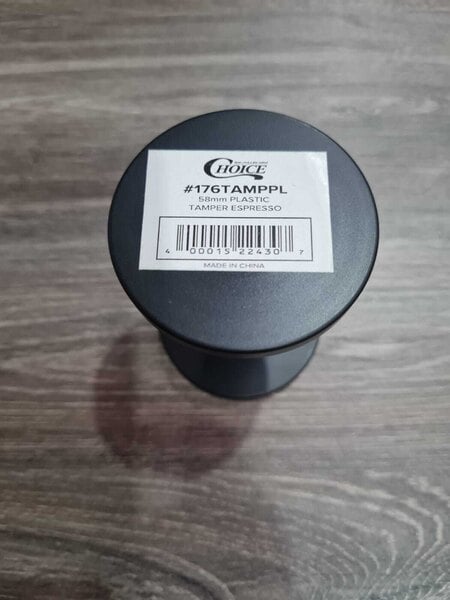 CHOICE
#176TAMPPL
58mm PLASTIC
TAMPER ESPRESSO
4 00015 22430 7
MADE IN CHINA